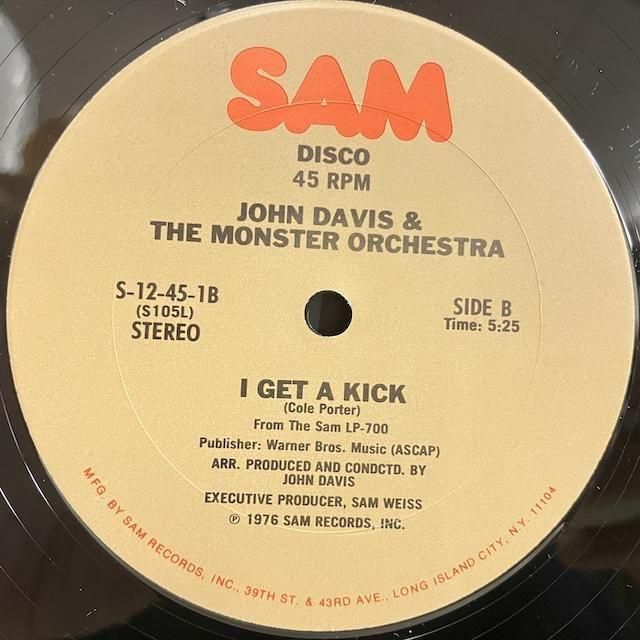 SAM
DISCO
45 RPM
JOHN DAVIS &
THE MONSTER ORCHESTRA
S-12-45-1B
(S105L)
STEREO
SIDE B
Time: 5:25
I GET A KICK
(Cole Porter)
From The Sam LP-700
Publisher: Warner Bros. Music (ASCAP)
ARR. PRODUCED AND CONDCTD. BY
JOHN DAVIS
EXECUTIVE PRODUCER, SAM WEISS
℗ 1976 SAM RECORDS, INC.
MFG. BY SAM RECORDS, INC., 39TH ST. & 43RD AVE., LONG ISLAND CITY, N.Y. 11104